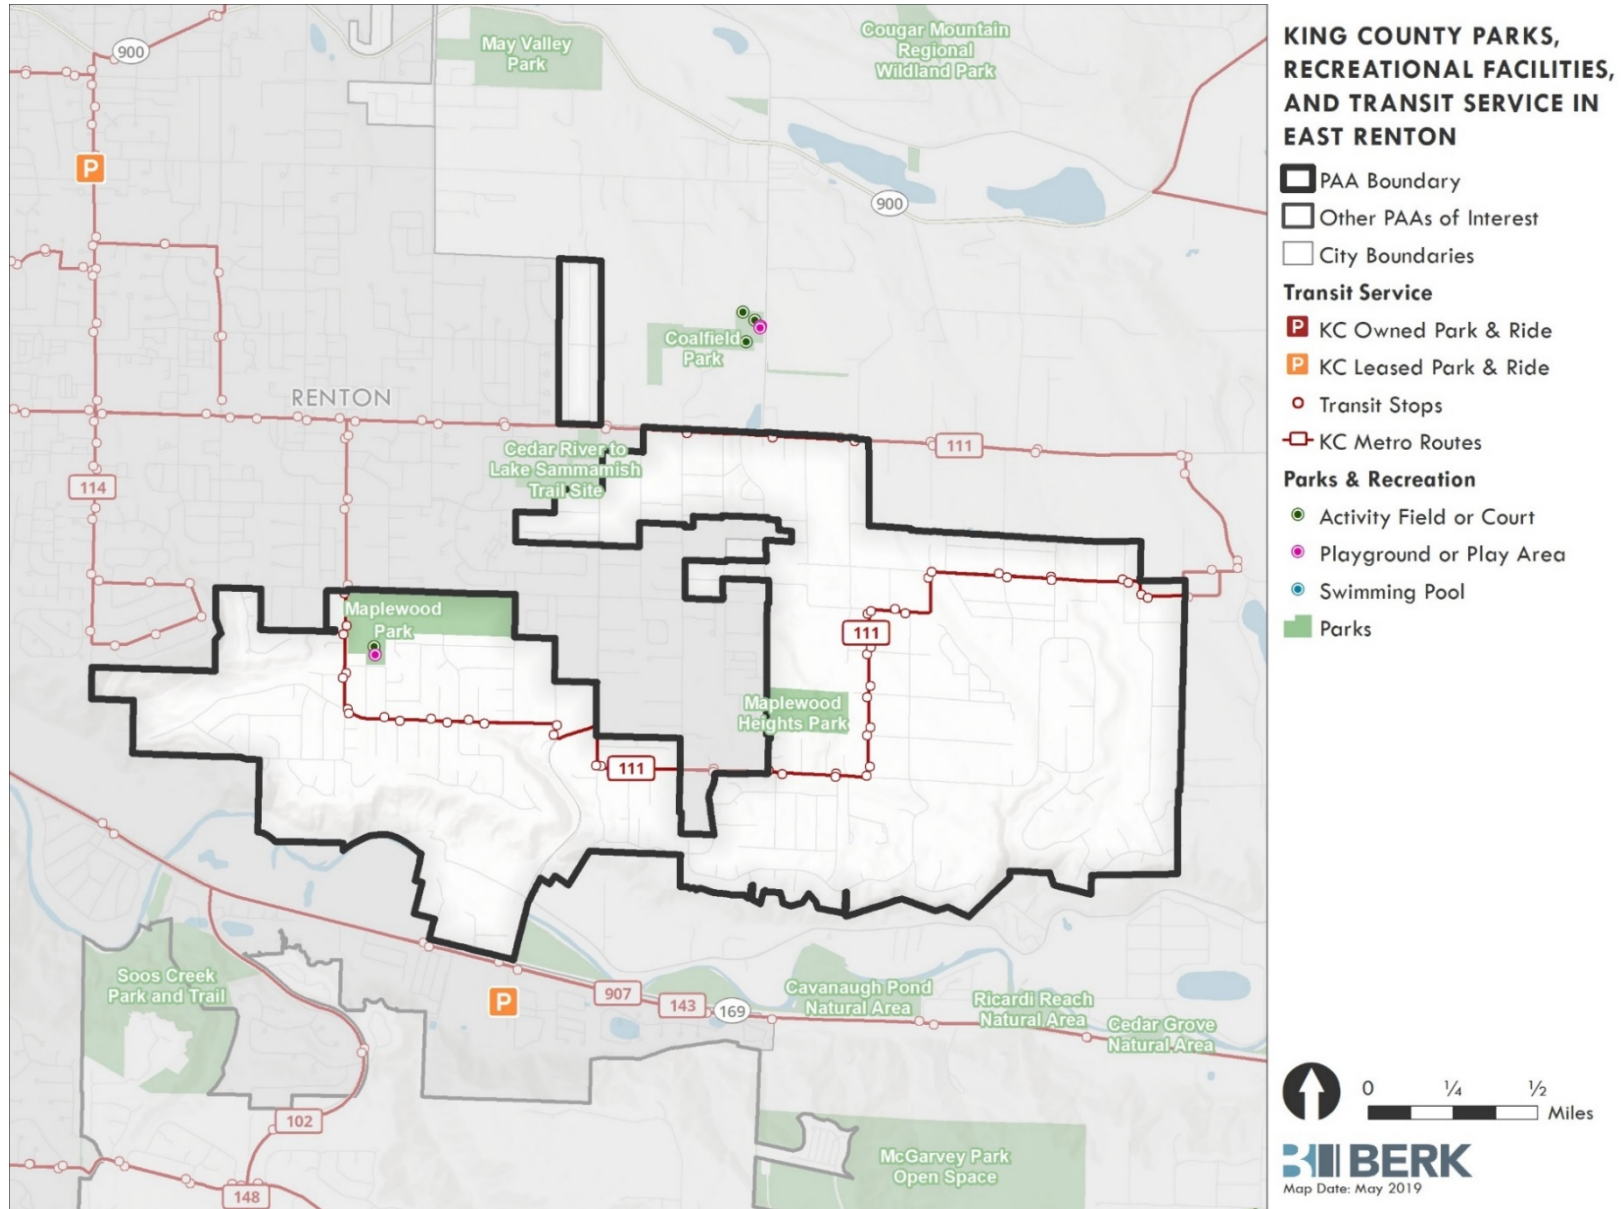 900
May Valley
Park
Cougar Mountain
Regional
Wildland Park
P
900
Coalfield
Park
RENTON
Cedar River to
Lake Sammamish
Trail Site
111
114
Maplewood
Park
111
Maplewood
Heights Park
111
Soos Creek
Park and Trail
P
907
143
169
Cavanaugh Pond
Natural Area
Ricardi Reach
Natural Area
Cedar Grove
Natural Area
102
McGarvey Park
Open Space
148
KING COUNTY PARKS,
RECREATIONAL FACILITIES,
AND TRANSIT SERVICE IN
EAST RENTON
PAA Boundary
Other PAAs of Interest
City Boundaries
Transit Service
P KC Owned Park & Ride
P KC Leased Park & Ride
Transit Stops
KC Metro Routes
Parks & Recreation
Activity Field or Court
Playground or Play Area
Swimming Pool
Parks
0 ¼ ½
Miles
BERK
Map Date: May 2019